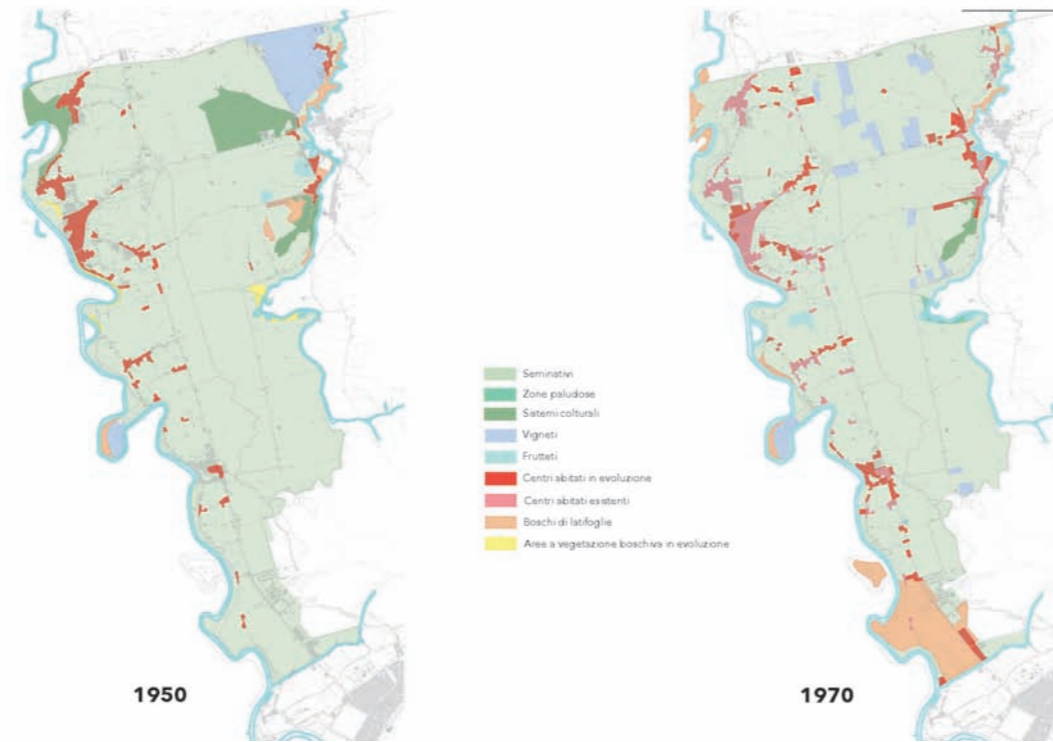 Seminativi
Zone paludose
Sistemi colturali
Vigneti
Frutteti
Centri abitati in evoluzione
Centri abitati esistenti
Boschi di latifoglie
Aree a vegetazione boschiva in evoluzione
1950
1970